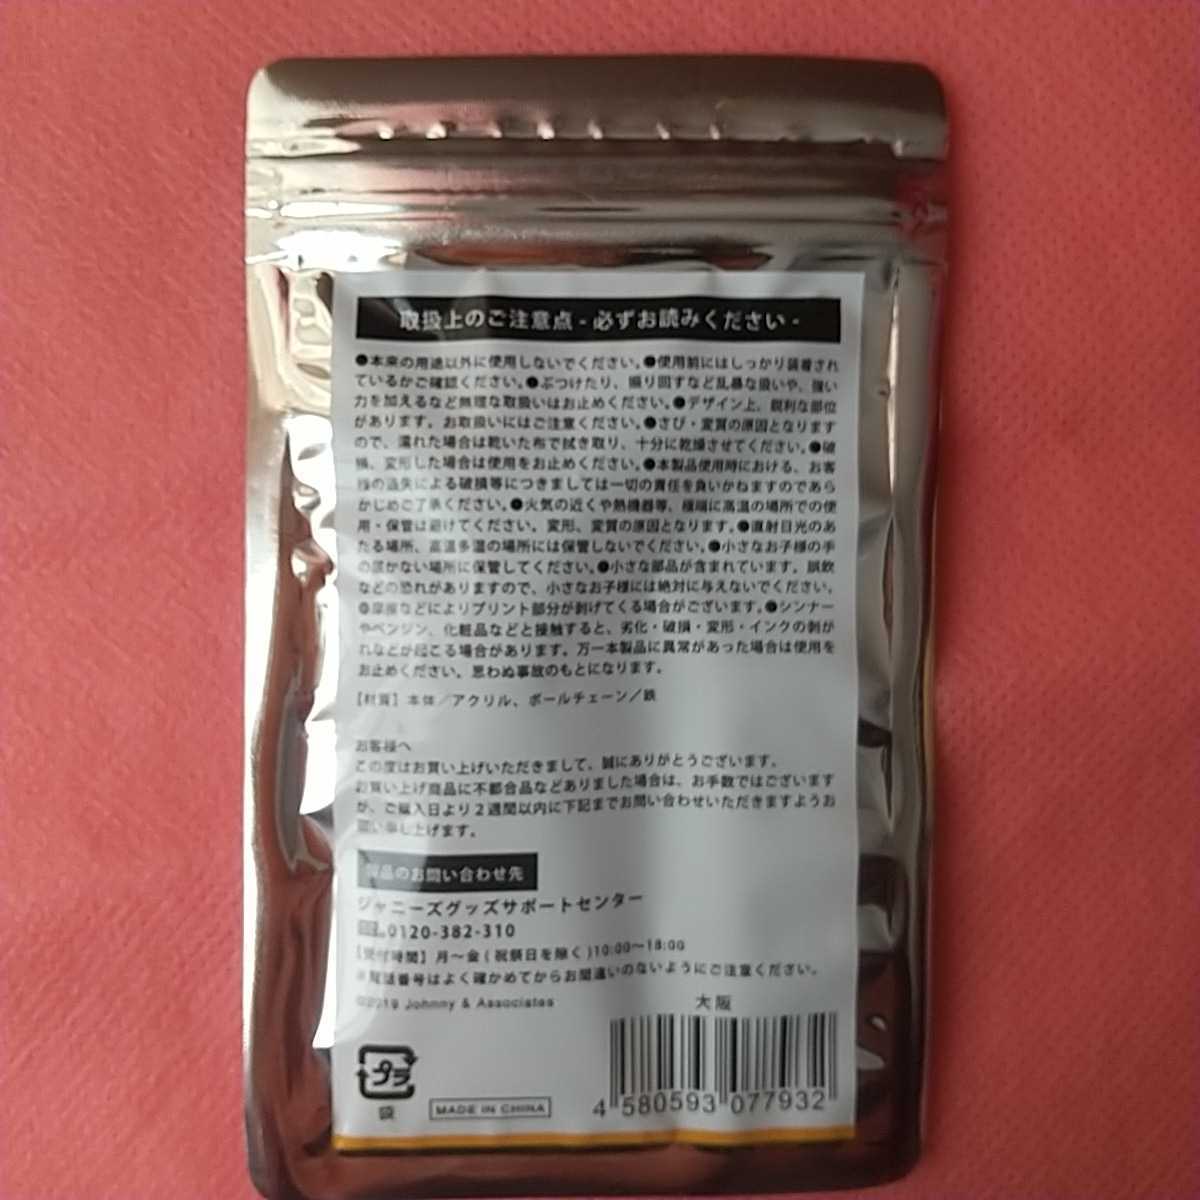 取扱上のご注意点 - 必ずお読みください -
●本来の用途以外に使用しないでください。●使用前にはしっかり装着され
ているかご確認ください。●ぶつけたり、振り回すなど乱暴な扱いや、強い
力を加えるなど無理な取扱いはお止めください。●デザイン上、鋭利な部位
があります。お取扱いにはご注意ください。●さび・変質の原因となります
ので、濡れた場合は乾いた布で拭き取り、十分に乾燥させてください。●破
損、変形した場合は使用をお止めください。●本製品使用時における、お客
様の過失による破損等につきましては一切の責任を負いかねますのであら
かじめご了承ください。●火気の近くや熱機器等、極端に高温の場所での使
用・保管は避けてください。変形、変質の原因となります。●直射日光のあ
たる場所、高温多湿の場所には保管しないでください。●小さなお子様の手
の届かない場所に保管してください。●小さな部品が含まれています。誤飲
などの恐れがありますので、小さなお子様には絶対に与えないでください。
●摩擦などによりプリント部分が剥げてくる場合がございます。●シンナー
やベンジン、化粧品などと接触すると、劣化・破損・変形・インクの剥が
れなどが起こる場合があります。万一本製品に異常があった場合は使用を
お止めください。思わぬ事故のもとになります。
【材質】本体／アクリル、ボールチェーン／鉄
お客様へ
この度はお買い上げいただきまして、誠にありがとうございます。
お買い上げ商品に不都合品などありました場合は、お手数ではございます
が、ご購入日より2週間以内に下記までお問い合わせいただきますようお
願い申し上げます。
製品のお問い合わせ先
ジャニーズグッズサポートセンター
0120-382-310
【受付時間】月～金(祝祭日を除く)10:00～18:00
※電話番号はよく確かめてからお間違いのないようにご注意ください。
©2019 Johnny & Associates
大阪
プラ
袋
MADE IN CHINA
4 580593 077932